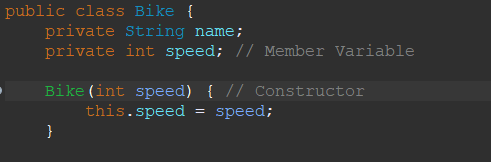 public class Bike {
    private String name;
    private int speed; // Member Variable

    Bike(int speed) { // Constructor
        this.speed = speed;
    }